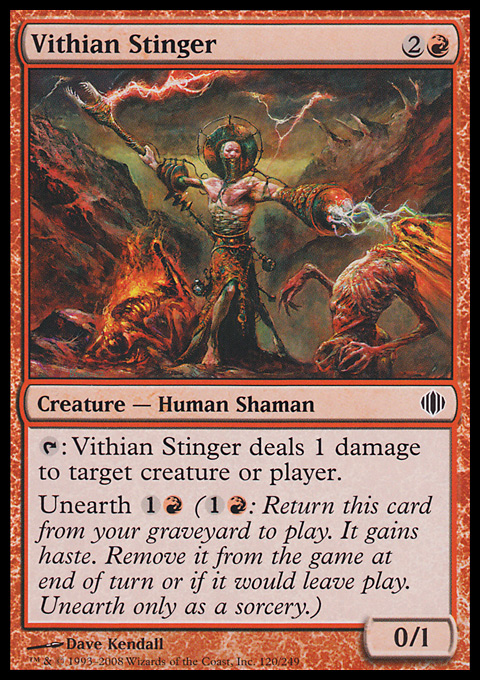 Vithian Stinger 2
Creature — Human Shaman
: Vithian Stinger deals 1 damage
to target creature or player.
Unearth 1 (1: Return this card
from your graveyard to play. It gains
haste. Remove it from the game at
end of turn or if it would leave play.
Unearth only as a sorcery.)
Dave Kendall
0/1
™ & © 1993–2008 Wizards of the Coast, Inc. 120/249